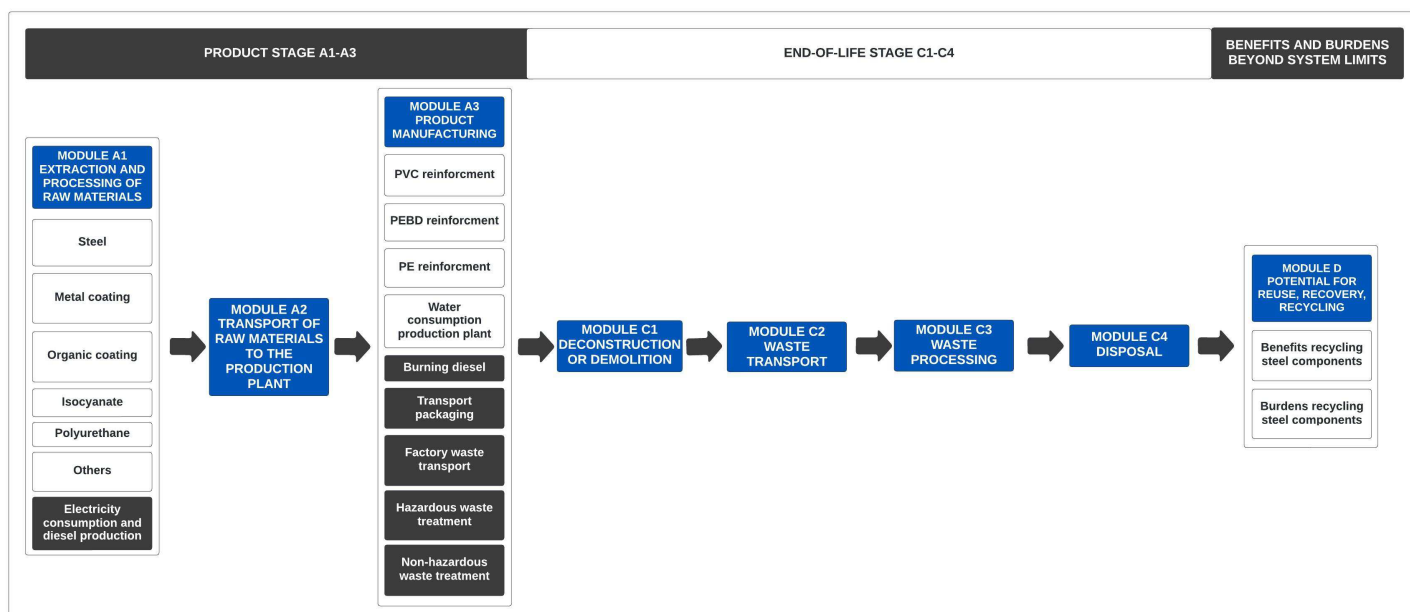 PRODUCT STAGE A1-A3
END-OF-LIFE STAGE C1-C4
BENEFITS AND BURDENS
BEYOND SYSTEM LIMITS
MODULE A1
EXTRACTION AND
PROCESSING OF
RAW MATERIALS
Steel
Metal coating
Organic coating
Isocyanate
Polyurethane
Others
Electricity
consumption and
diesel production
MODULE A2
TRANSPORT OF
RAW MATERIALS
TO THE
PRODUCTION
PLANT
MODULE A3
PRODUCT
MANUFACTURING
PVC reinforcment
PEBD reinforcment
PE reinforcment
Water
consumption
production plant
Burning diesel
Transport
packaging
Factory waste
transport
Hazardous waste
treatment
Non-hazardous
waste treatment
MODULE C1
DECONSTRUCTION
OR DEMOLITION
MODULE C2
WASTE
TRANSPORT
MODULE C3
WASTE
PROCESSING
MODULE C4
DISPOSAL
MODULE D
POTENTIAL FOR
REUSE, RECOVERY,
RECYCLING
Benefits recycling
steel components
Burdens recycling
steel components